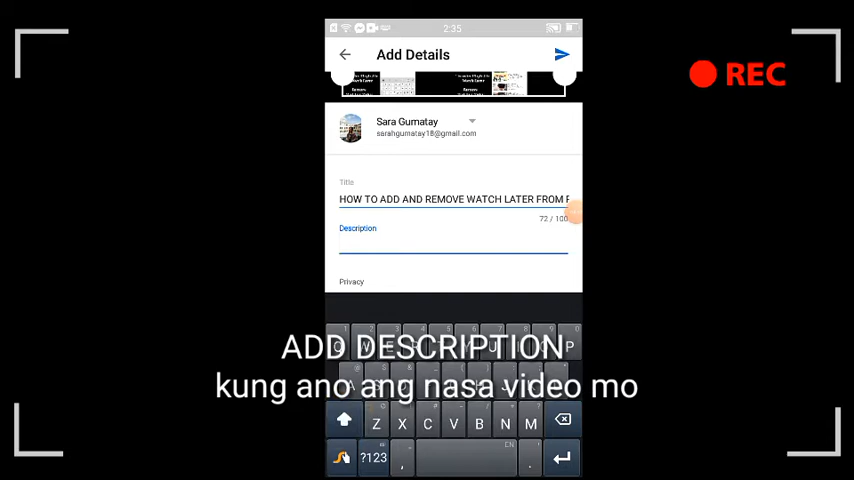 2:35
Add Details
REC
Sara Gumatay
sarahgumatay18@gmail.com
Title
HOW TO ADD AND REMOVE WATCH LATER FROM
72 / 100
Description
Privacy
ADD DESCRIPTION
kung ano ang nasa video mo
Z X C V B N M
?123 , .